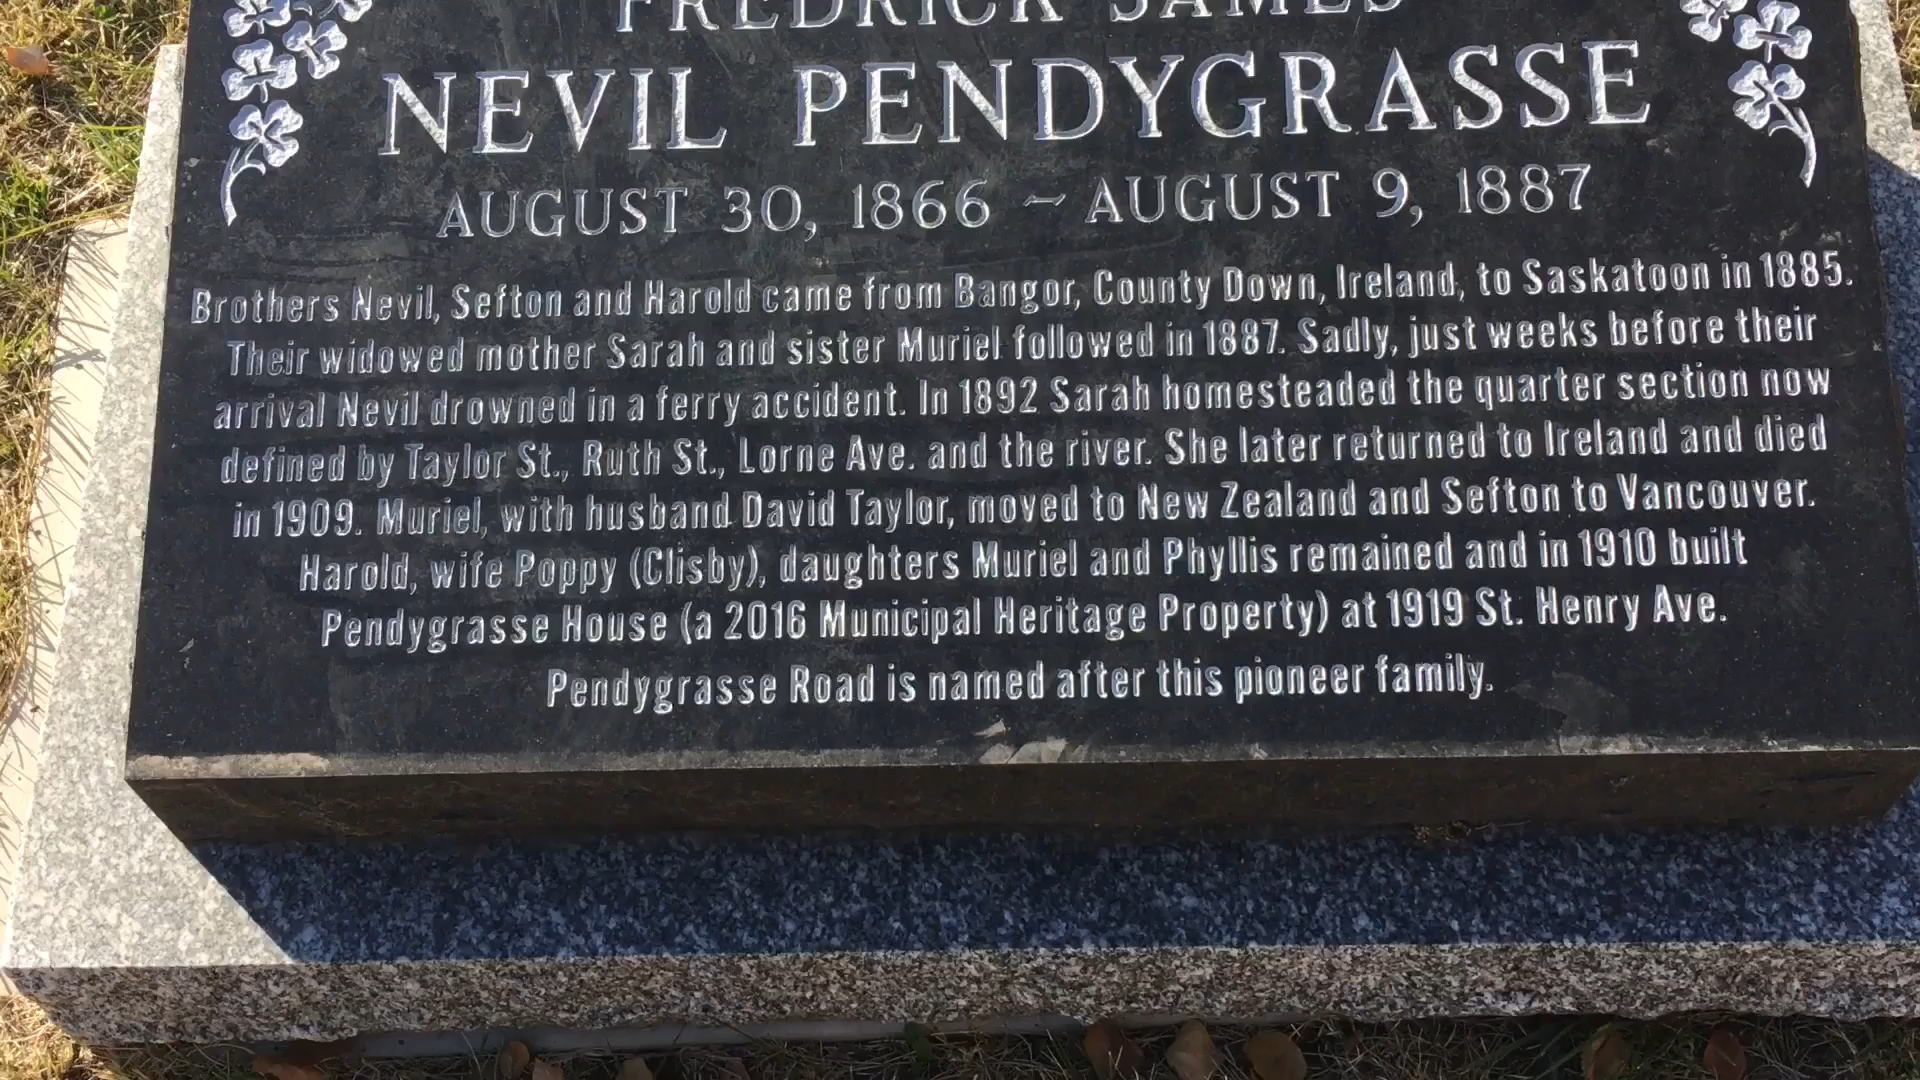 FREDRICK JAMES
NEVIL PENDYGRASSE
AUGUST 30, 1866 ~ AUGUST 9, 1887
Brothers Nevil, Sefton and Harold came from Bangor, County Down, Ireland, to Saskatoon in 1885.
Their widowed mother Sarah and sister Muriel followed in 1887. Sadly, just weeks before their
arrival Nevil drowned in a ferry accident. In 1892 Sarah homesteaded the quarter section now
defined by Taylor St., Ruth St., Lorne Ave. and the river. She later returned to Ireland and died
in 1909. Muriel, with husband David Taylor, moved to New Zealand and Sefton to Vancouver.
Harold, wife Poppy (Clisby), daughters Muriel and Phyllis remained and in 1910 built
Pendygrasse House (a 2016 Municipal Heritage Property) at 1919 St. Henry Ave.
Pendygrasse Road is named after this pioneer family.